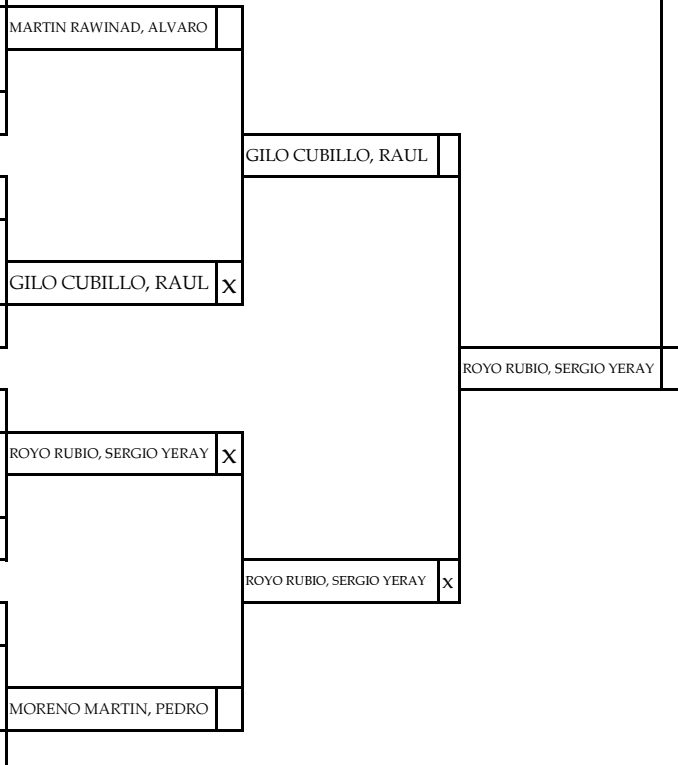 MARTIN RAWINAD, ALVARO
GILO CUBILLO, RAUL
GILO CUBILLO, RAUL X
ROYO RUBIO, SERGIO YERAY
ROYO RUBIO, SERGIO YERAY X
ROYO RUBIO, SERGIO YERAY X
MORENO MARTIN, PEDRO